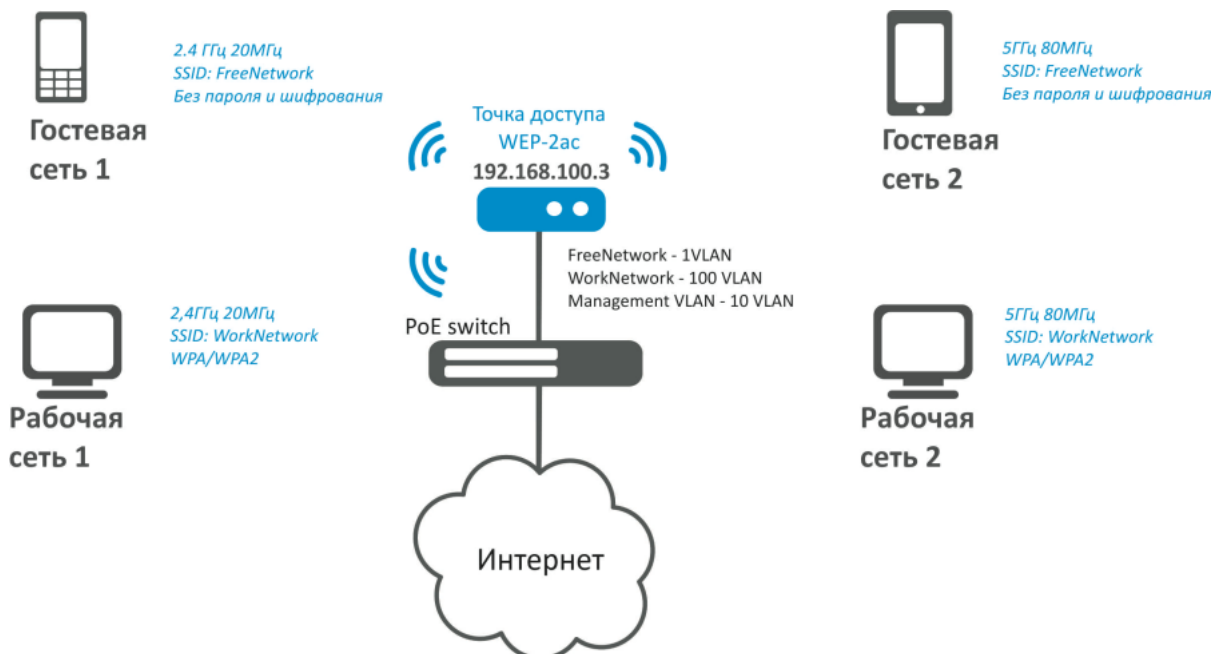 2.4 ГГц 20МГц
SSID: FreeNetwork
Без пароля и шифрования
Гостевая
сеть 1
Точка доступа
WEP-2ac
192.168.100.3
5ГГц 80МГц
SSID: FreeNetwork
Без пароля и шифрования
Гостевая
сеть 2
FreeNetwork - 1VLAN
WorkNetwork - 100 VLAN
Management VLAN - 10 VLAN
2,4ГГц 20МГц
SSID: WorkNetwork
WPA/WPA2
Рабочая
сеть 1
PoE switch
5ГГц 80МГц
SSID: WorkNetwork
WPA/WPA2
Рабочая
сеть 2
Интернет